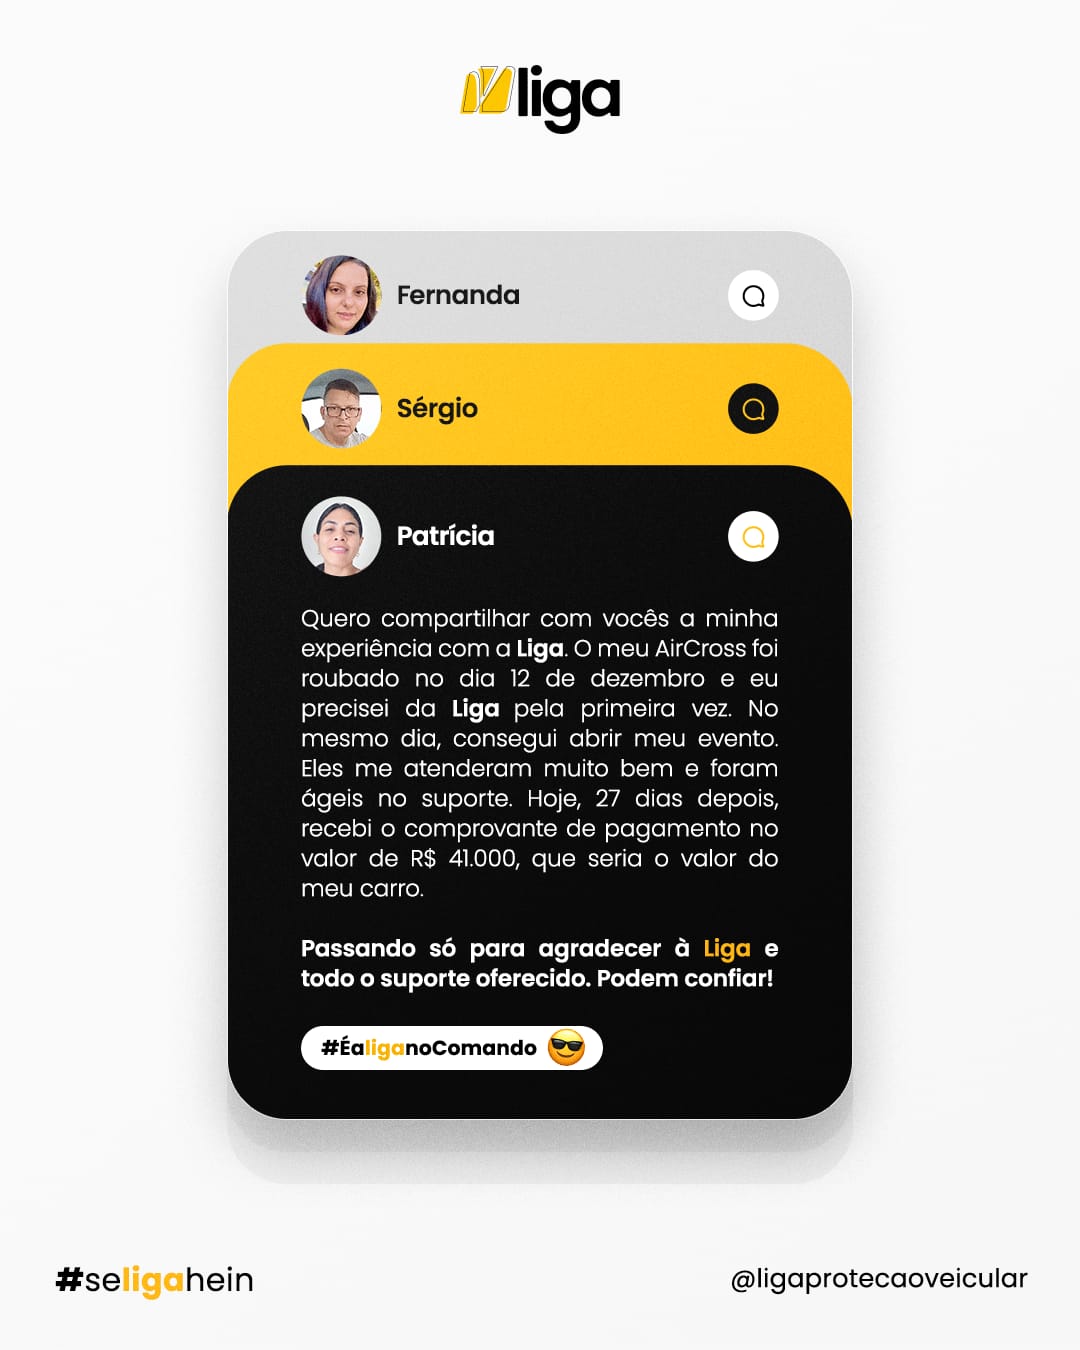 liga
Fernanda
Sérgio
Patrícia
Quero compartilhar com vocês a minha
experiência com a Liga. O meu AirCross foi
roubado no dia 12 de dezembro e eu
precisei da Liga pela primeira vez. No
mesmo dia, consegui abrir meu evento.
Eles me atenderam muito bem e foram
ágeis no suporte. Hoje, 27 dias depois,
recebi o comprovante de pagamento no
valor de R$ 41.000, que seria o valor do
meu carro.
Passando só para agradecer à Liga e
todo o suporte oferecido. Podem confiar!
#ÉaliganoComando 😎
#seligahein
@ligaprotecaoveicular